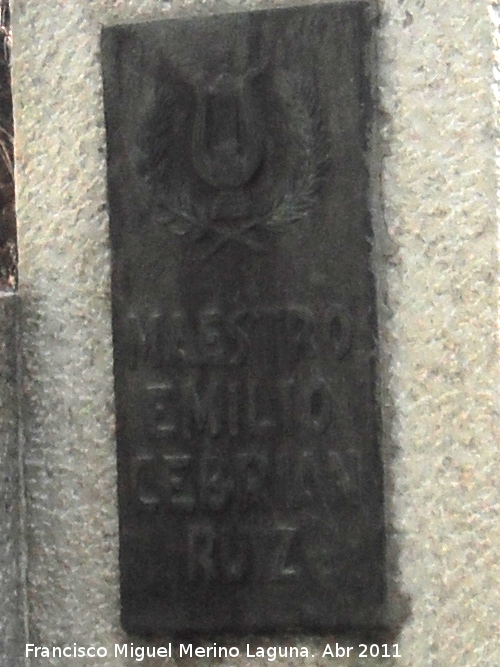 MAESTRO
EMILIO
CEBRIAN
RUIZ
Francisco Miguel Merino Laguna. Abr 2011